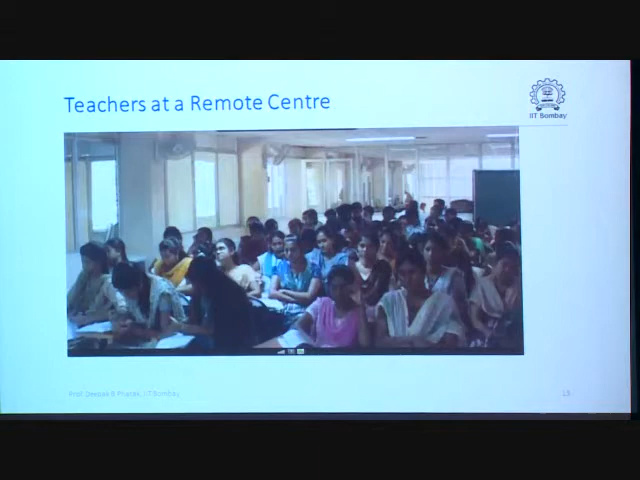 Teachers at a Remote Centre
IIT Bombay
Prof. Deepak B Phatak, IIT Bombay
13